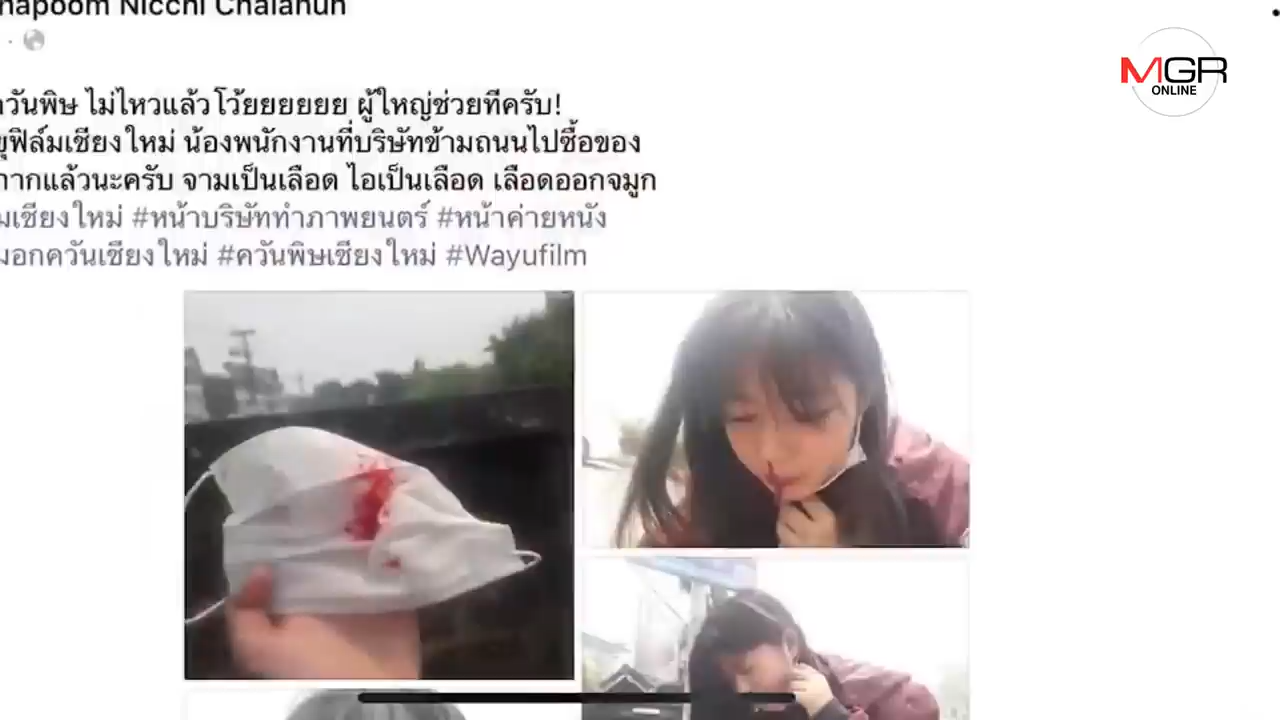 Nicchi Chalahun
MGR
ONLINE
ควันพิษ ไม่ไหวแล้วโว้ยยยยยย ผู้ใหญ่ช่วยทีครับ!
ฟิล์มเชียงใหม่ น้องพนักงานที่บริษัทข้ามถนนไปซื้อของ
แล้วนะครับ จามเป็นเลือด ไอเป็นเลือด เลือดออกจมูก
เชียงใหม่ #หน้าบริษัททำภาพยนตร์ #หน้าค่ายหนัง
มอกควันเชียงใหม่ #ควันพิษเชียงใหม่ #Wayufilm